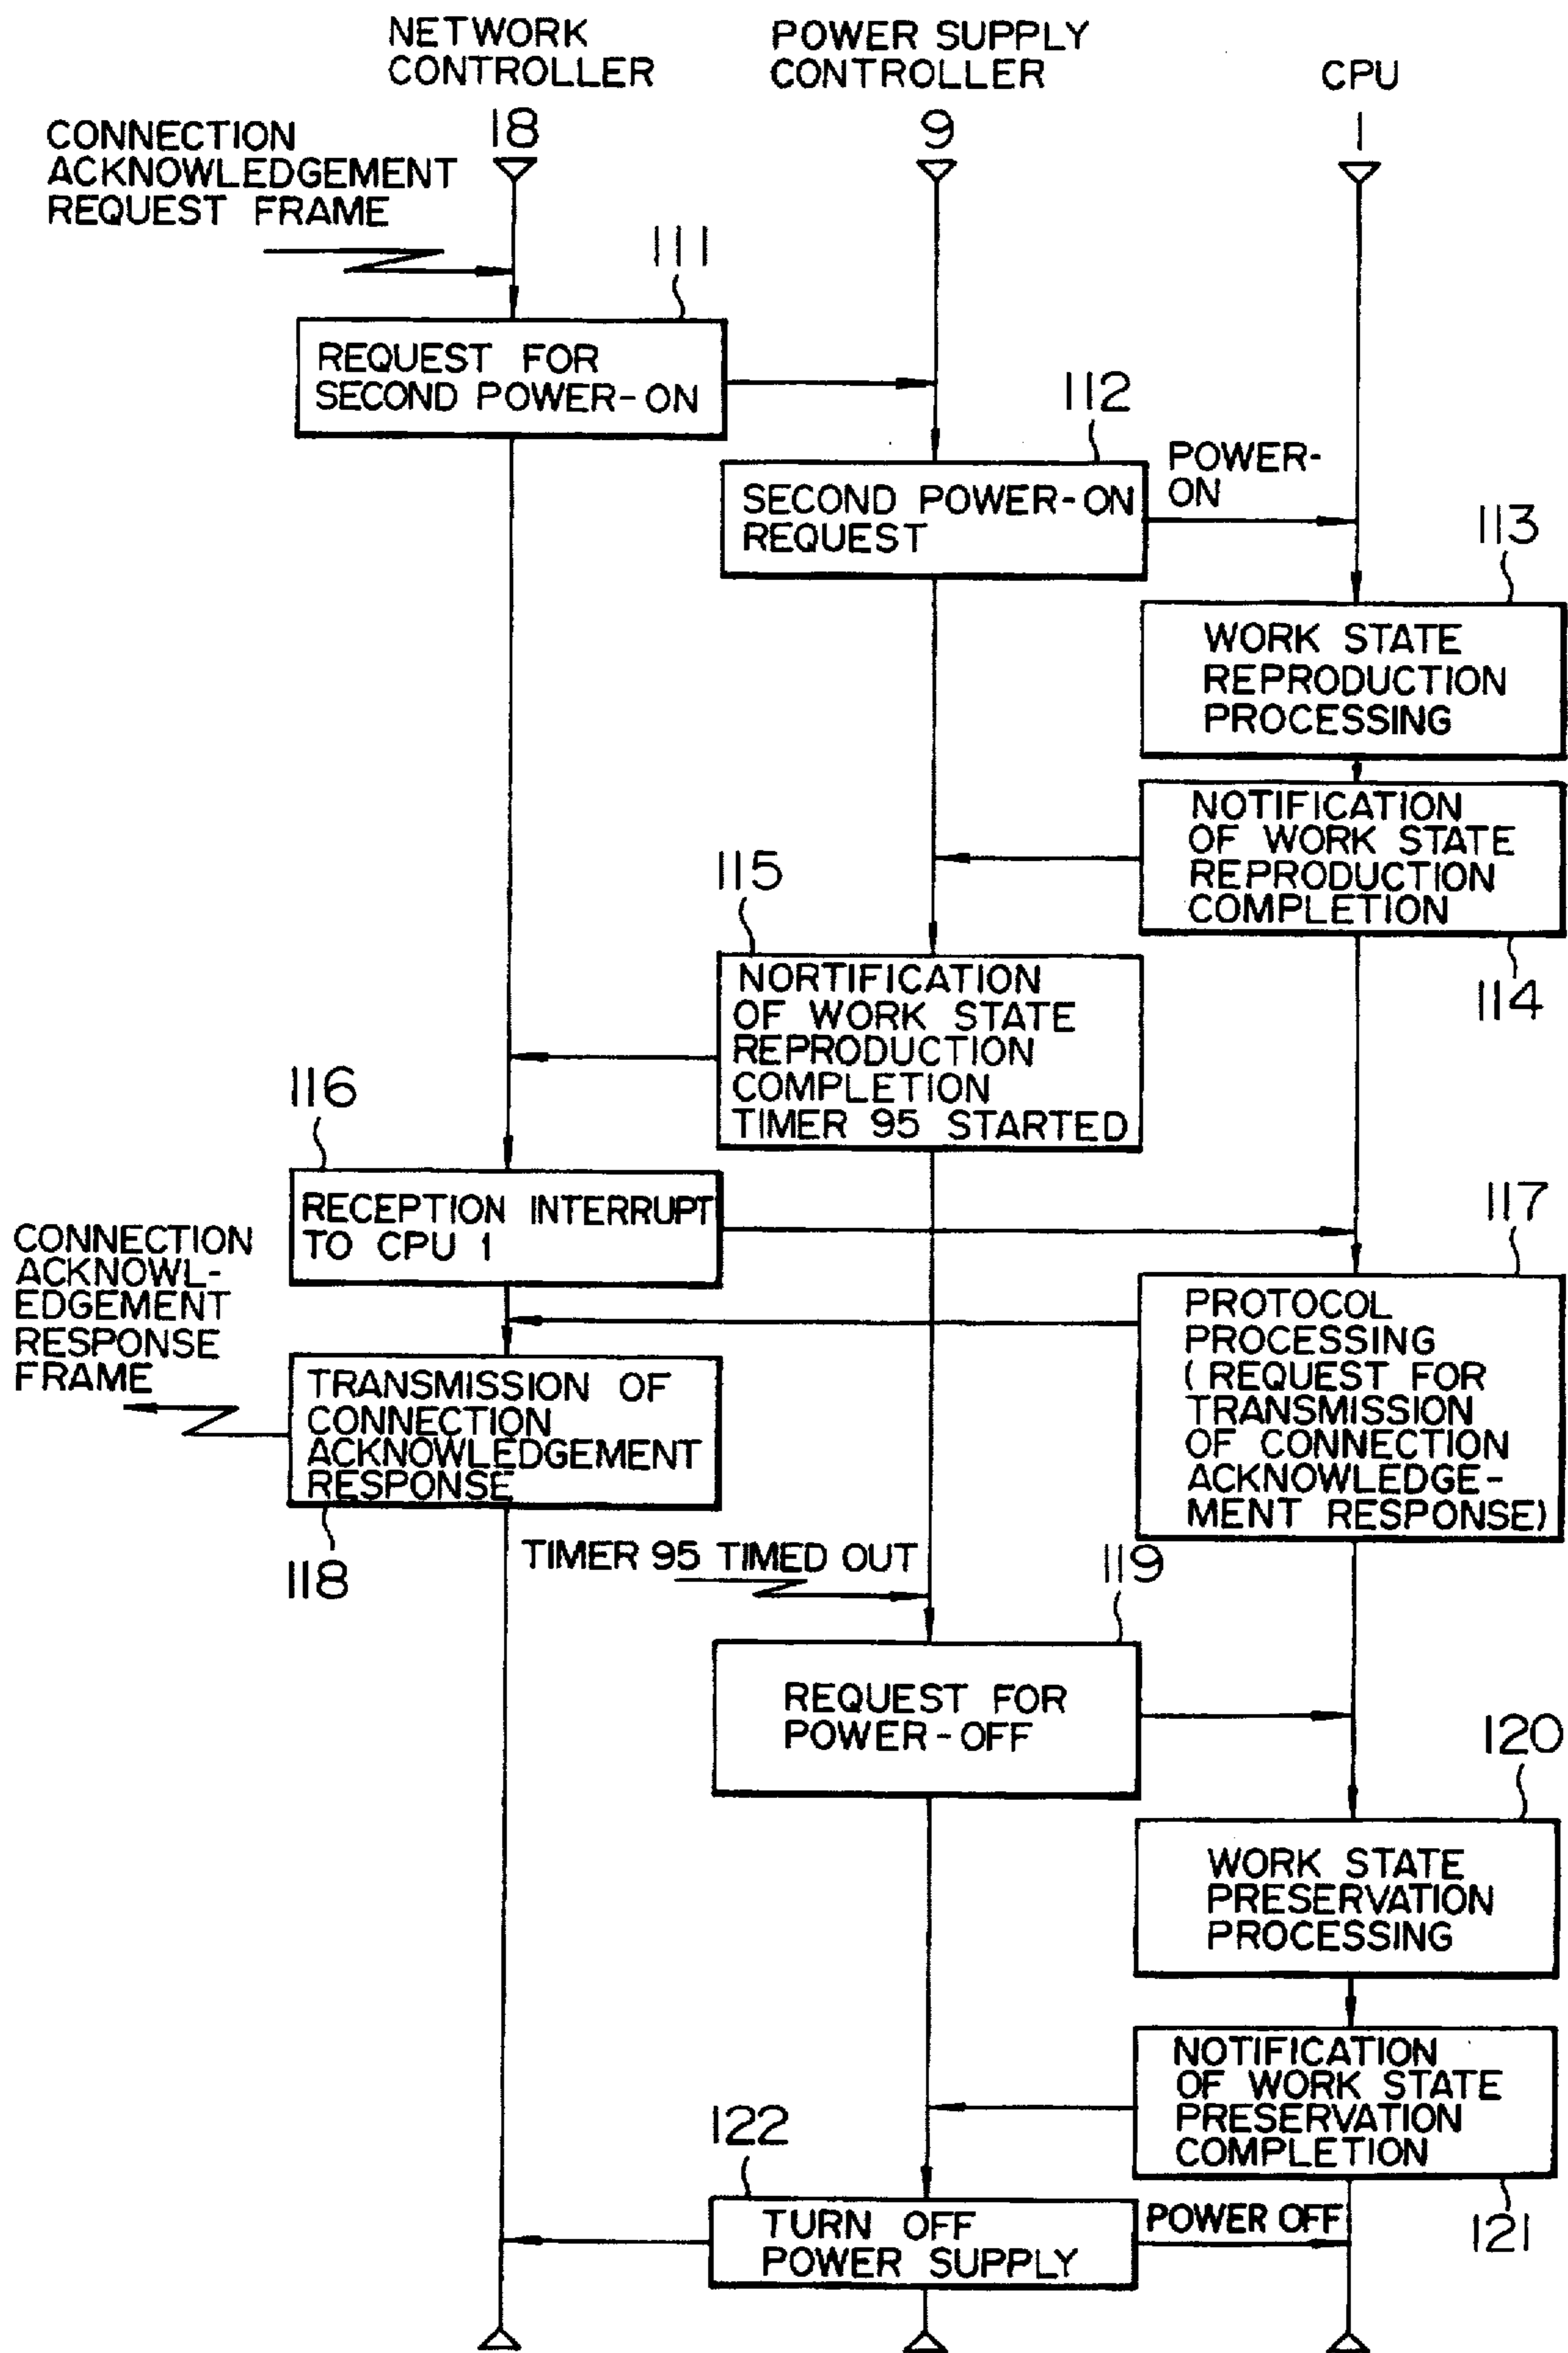 NETWORK
CONTROLLER
18
POWER SUPPLY
CONTROLLER
9
CPU
1
CONNECTION
ACKNOWLEDGEMENT
REQUEST FRAME
111
REQUEST FOR
SECOND POWER-ON
112
SECOND POWER-ON
REQUEST
POWER-
ON
113
WORK STATE
REPRODUCTION
PROCESSING
NOTIFICATION
OF WORK STATE
REPRODUCTION
COMPLETION
114
115
NORTIFICATION
OF WORK STATE
REPRODUCTION
COMPLETION
TIMER 95 STARTED
116
RECEPTION INTERRUPT
TO CPU 1
117
PROTOCOL
PROCESSING
(REQUEST FOR
TRANSMISSION
OF CONNECTION
ACKNOWLEDGE-
MENT RESPONSE)
CONNECTION
ACKNOWL-
EDGEMENT
RESPONSE
FRAME
TRANSMISSION OF
CONNECTION
ACKNOWLEDGEMENT
RESPONSE
118
TIMER 95 TIMED OUT
119
REQUEST FOR
POWER-OFF
120
WORK STATE
PRESERVATION
PROCESSING
NOTIFICATION
OF WORK STATE
PRESERVATION
COMPLETION
121
122
TURN OFF
POWER SUPPLY
POWER OFF